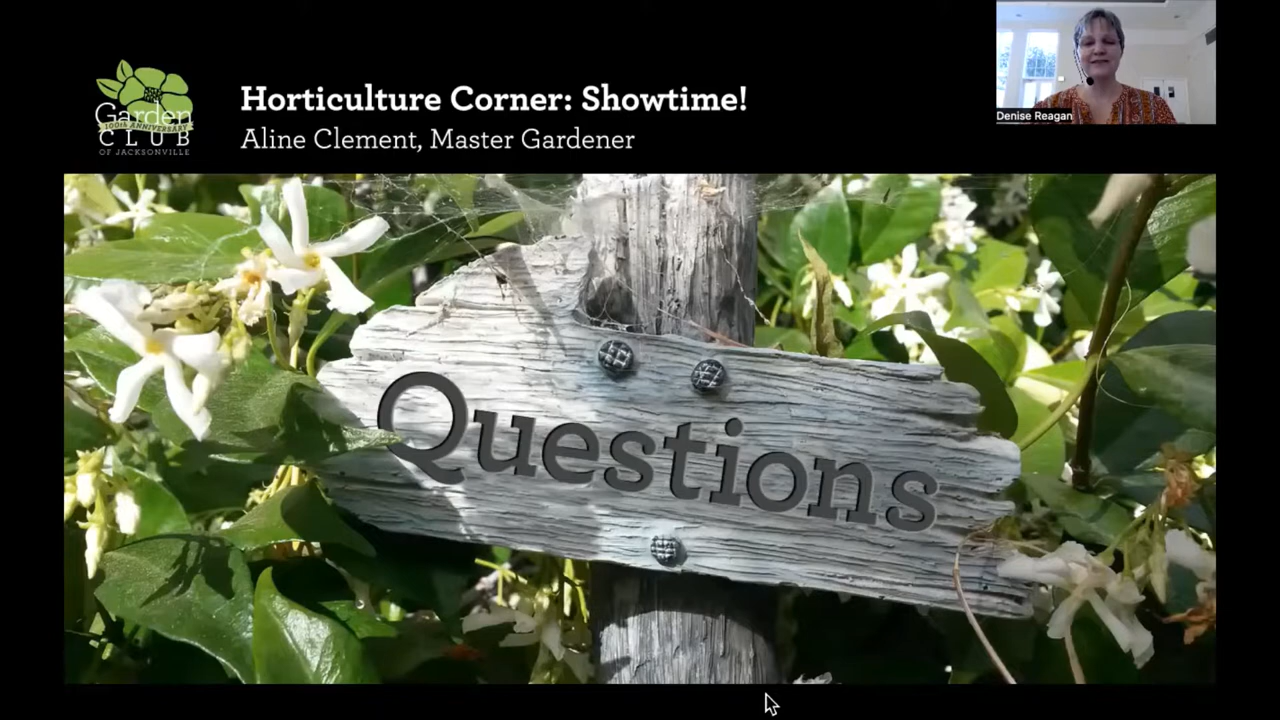 Garden
100th ANNIVERSARY
CLUB
OF JACKSONVILLE
Horticulture Corner: Showtime!
Aline Clement, Master Gardener
Denise Reagan
Questions